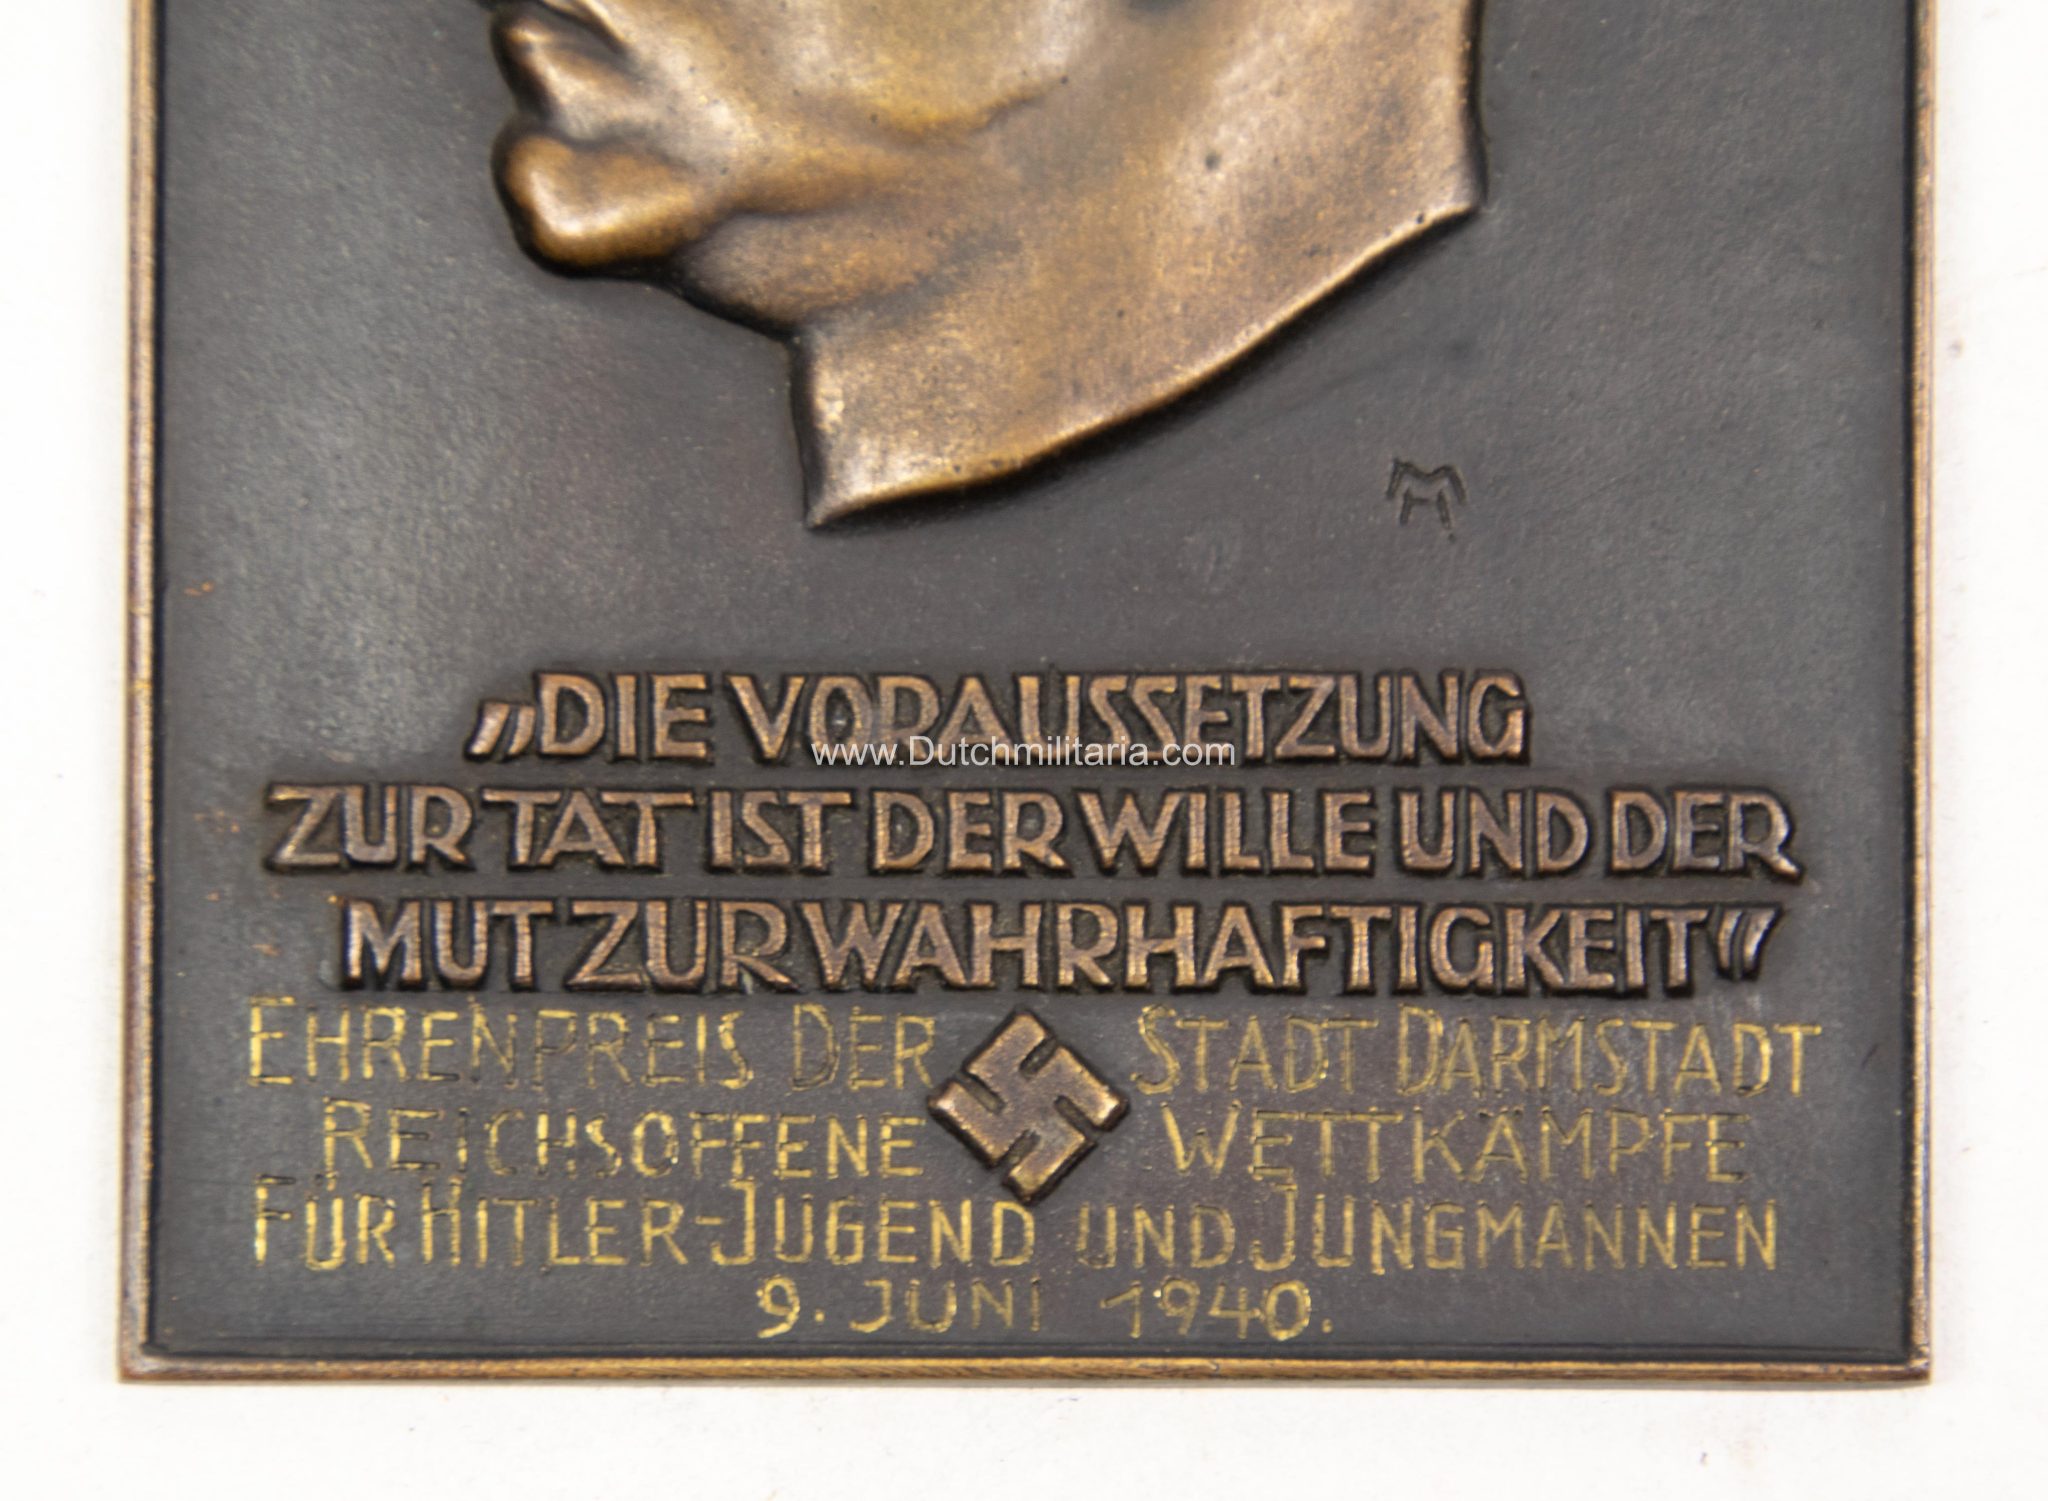 M
„DIE VORAUSSETZUNG
www.Dutchmilitaria.com
ZUR TAT IST DER WILLE UND DER
MUT ZUR WAHRHAFTIGKEIT"
EHRENPREIS DER STADT DARMSTADT
REICHSOFFENE WETTKÄMPFE
FÜR HITLER-JUGEND UND JUNGMANNEN
9. JUNI 1940.